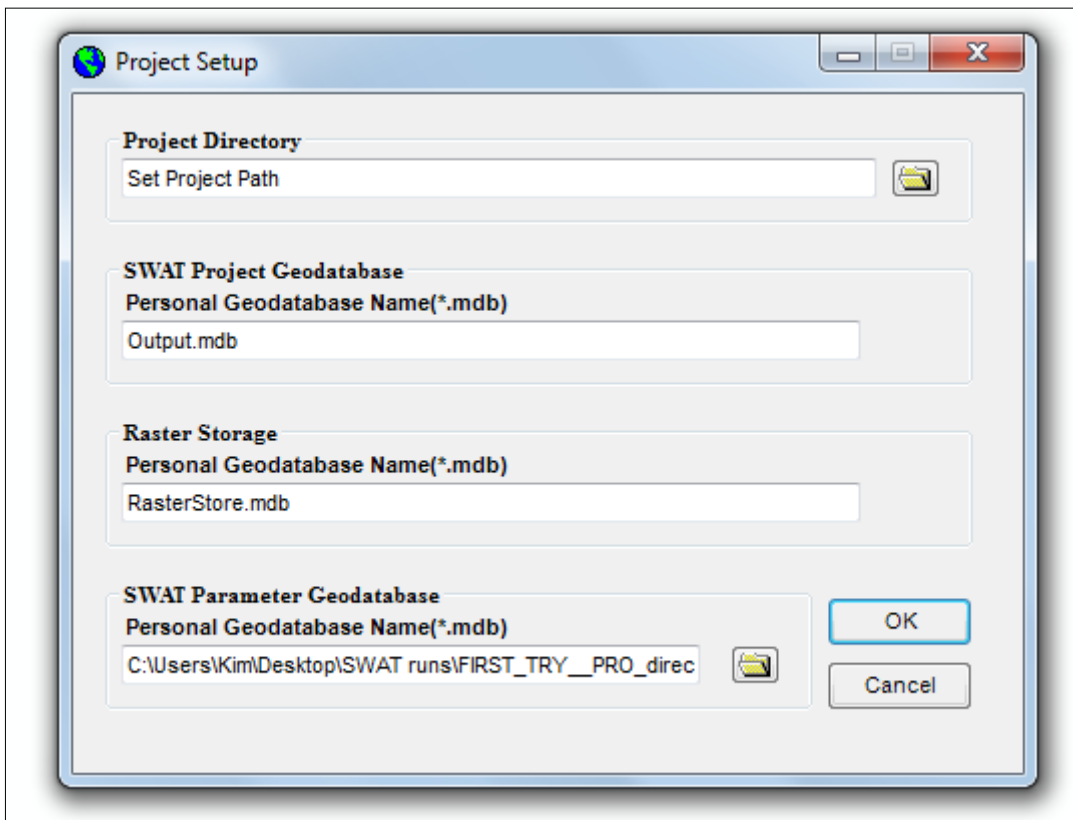 Project Setup
Project Directory
Set Project Path
SWAT Project Geodatabase
Personal Geodatabase Name(*.mdb)
Output.mdb
Raster Storage
Personal Geodatabase Name(*.mdb)
RasterStore.mdb
SWAT Parameter Geodatabase
Personal Geodatabase Name(*.mdb)
C:\Users\Kim\Desktop\SWAT runs\FIRST_TRY__PRO_direc
OK
Cancel